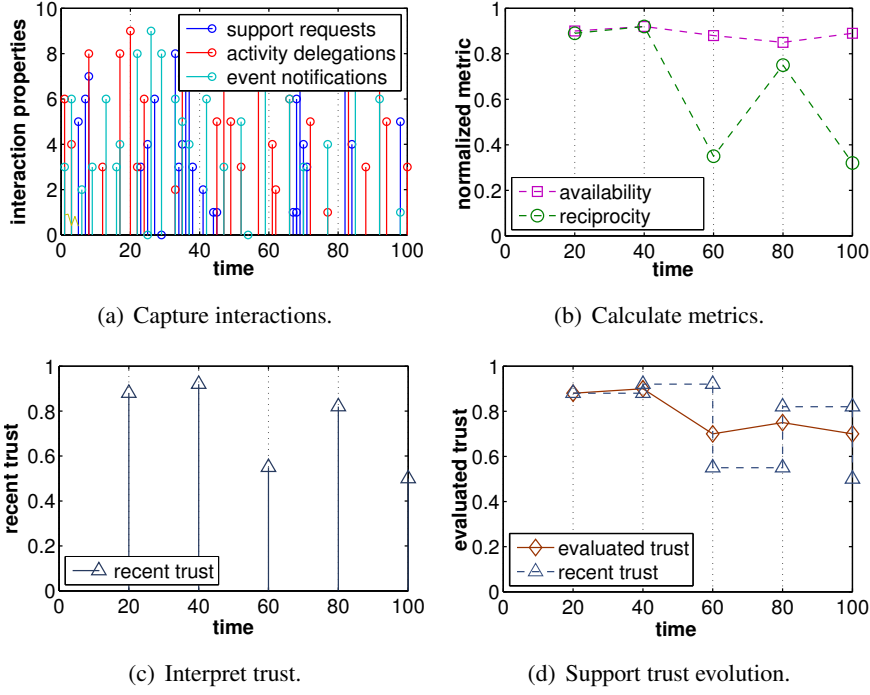 10
8
6
4
2
0
0 20 40 60 80 100
interaction properties
time
support requests
activity delegations
event notifications
(a) Capture interactions.
1
0.8
0.6
0.4
0.2
0
0 20 40 60 80 100
normalized metric
time
availability
reciprocity
(b) Calculate metrics.
1
0.8
0.6
0.4
0.2
0
0 20 40 60 80 100
recent trust
time
recent trust
(c) Interpret trust.
1
0.8
0.6
0.4
0.2
0
0 20 40 60 80 100
evaluated trust
time
evaluated trust
recent trust
(d) Support trust evolution.